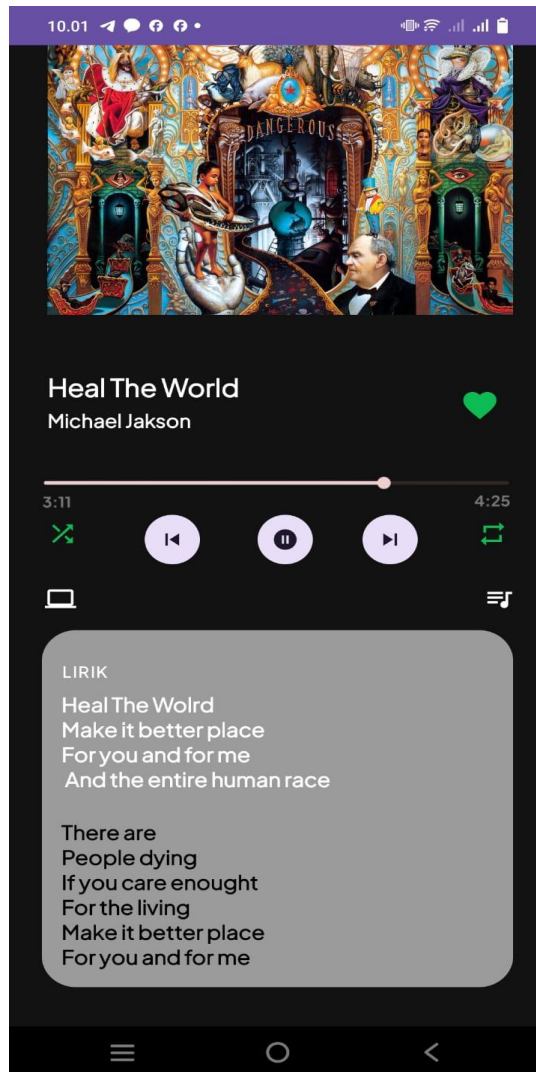 10.01
DANGEROUS
Heal The World
Michael Jakson
3:11
4:25
LIRIK
Heal The Wolrd
Make it better place
For you and for me
And the entire human race
There are
People dying
If you care enought
For the living
Make it better place
For you and for me